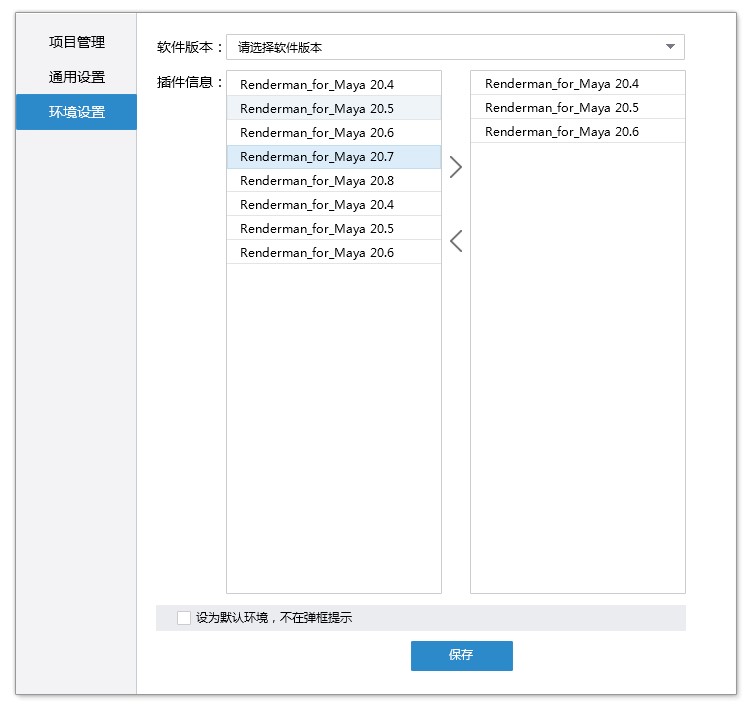 项目管理
通用设置
环境设置
软件版本：
请选择软件版本
插件信息：
Renderman_for_Maya 20.4
Renderman_for_Maya 20.5
Renderman_for_Maya 20.6
Renderman_for_Maya 20.7
Renderman_for_Maya 20.8
Renderman_for_Maya 20.4
Renderman_for_Maya 20.5
Renderman_for_Maya 20.6
Renderman_for_Maya 20.4
Renderman_for_Maya 20.5
Renderman_for_Maya 20.6
设为默认环境，不在弹框提示
保存